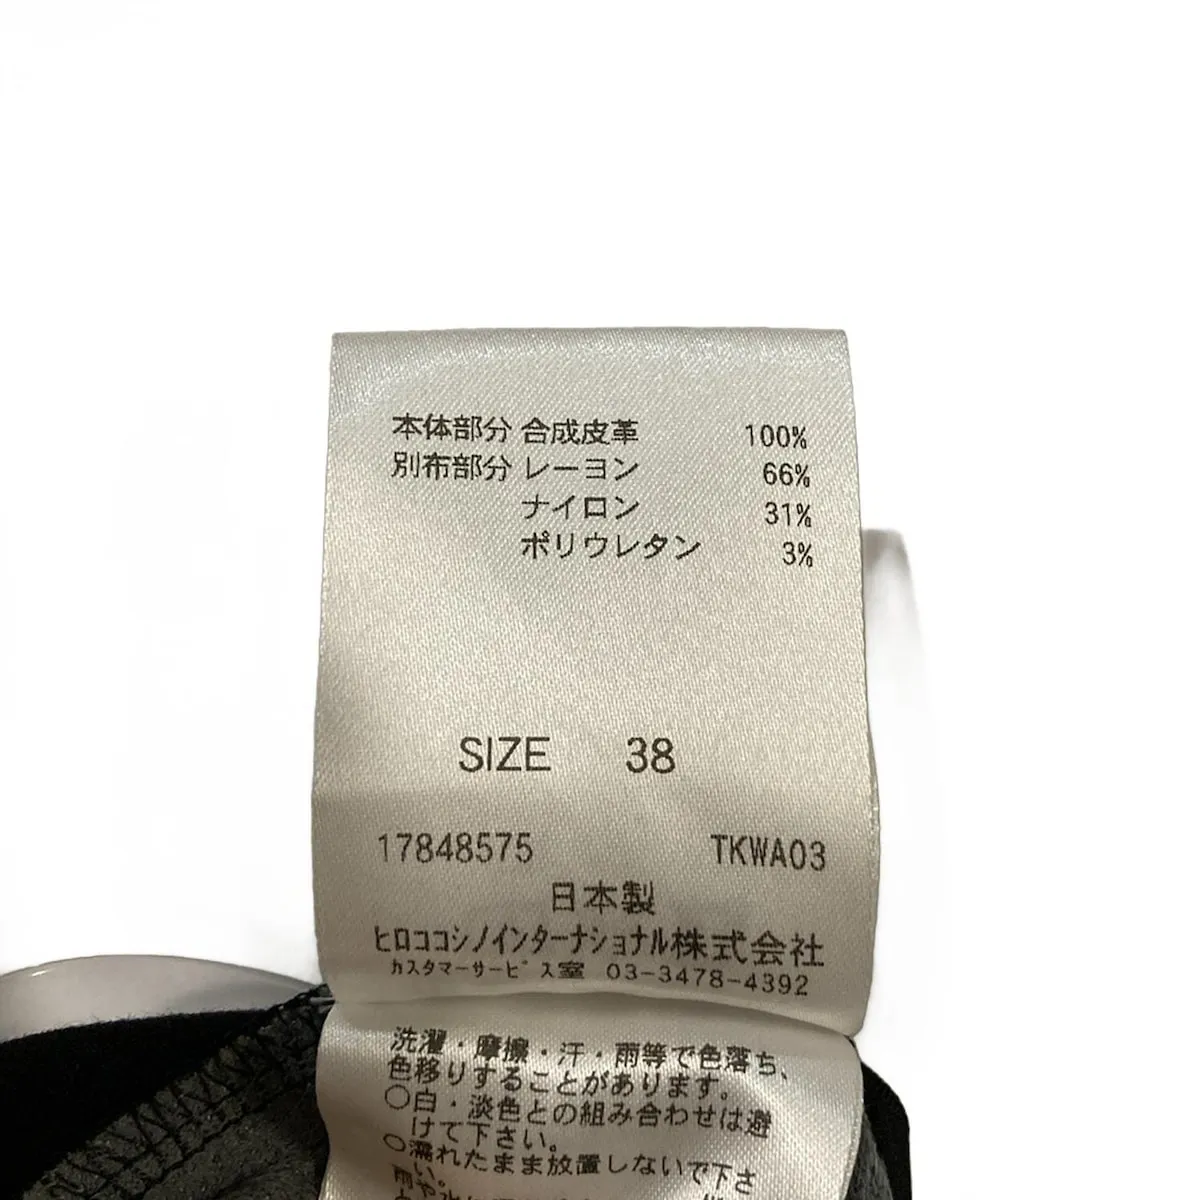 本体部分 合成皮革 100%
別布部分 レーヨン 66%
ナイロン 31%
ポリウレタン 3%
SIZE 38
17848575 TKWA03
日本製
ヒロココシノインターナショナル株式会社
カスタマーサービス室 03-3478-4392
洗濯・摩擦・汗・雨等で色落ち、
色移りすることがあります。
○白・淡色との組み合わせは避
けて下さい。
○濡れたまま放置しないで下さ
い。
雨や